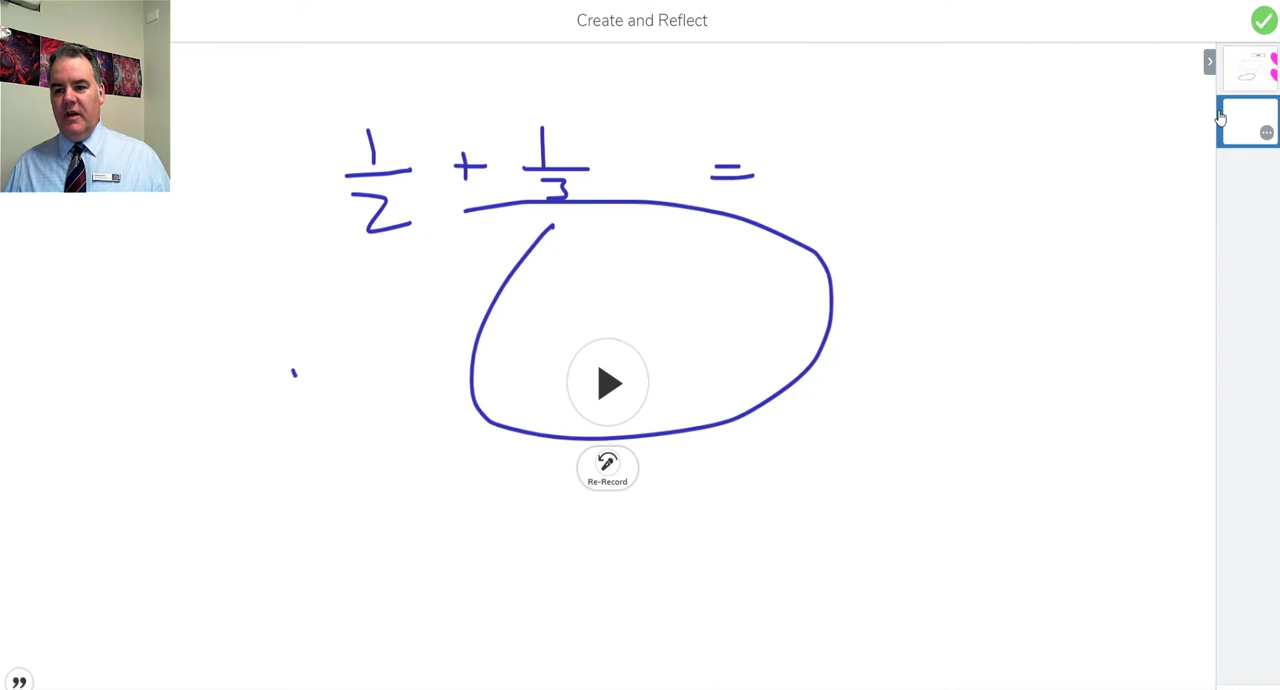 Create and Reflect
1/2 + 1/3 =
Re-Record